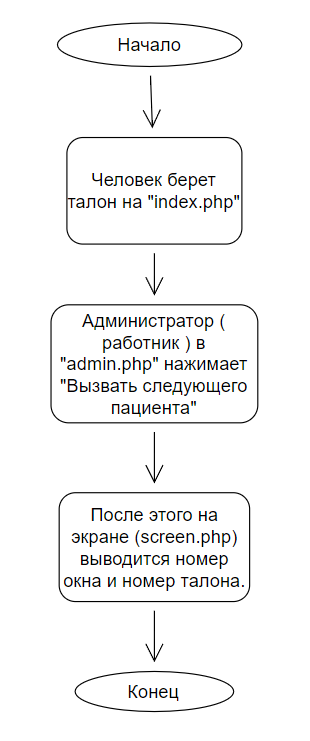 Начало
Человек берет
талон на "index.php"
Администратор (
работник ) в
"admin.php" нажимает
"Вызвать следующего
пациента"
После этого на
экране (screen.php)
выводится номер
окна и номер талона.
Конец